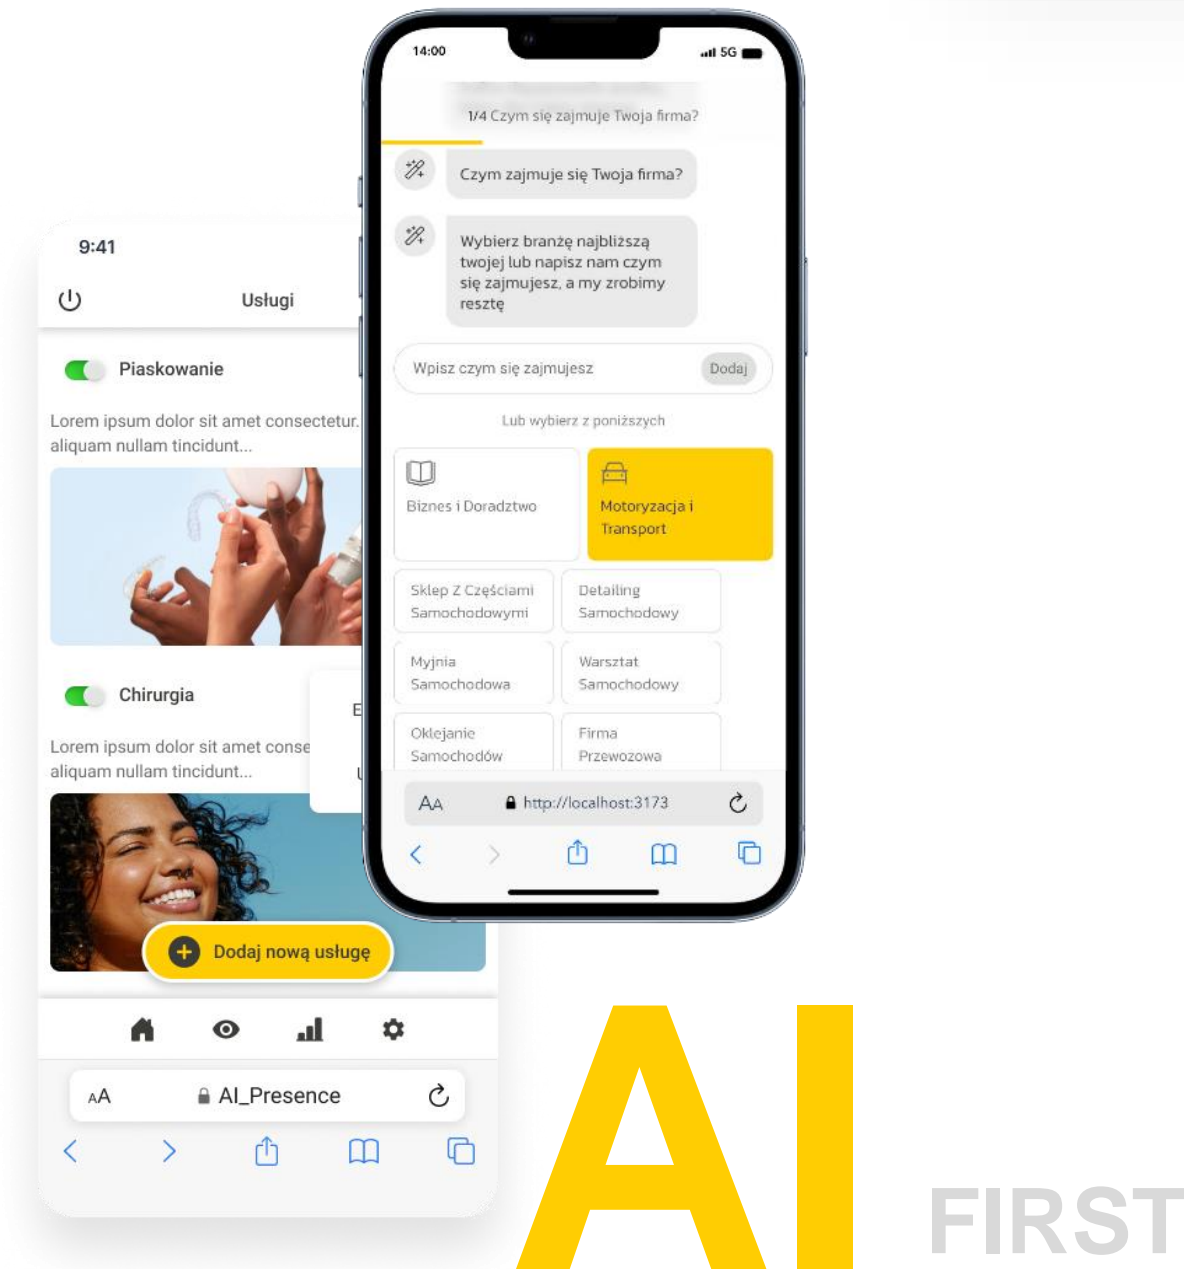 14:00
5G
1/4 Czym się zajmuje Twoja firma?
Czym zajmuje się Twoja firma?
Wybierz branżę najbliższą
twojej lub napisz nam czym
się zajmujesz, a my zrobimy
resztę
Wpisz czym się zajmujesz
Dodaj
Lub wybierz z poniższych
Biznes i Doradztwo
Motoryzacja i
Transport
Sklep Z Częściami
Samochodowymi
Detailing
Samochodowy
Myjnia
Samochodowa
Warsztat
Samochodowy
Oklejanie
Samochodów
Firma
Przewozowa
AA
http://localhost:3173
9:41
Usługi
Piaskowanie
Lorem ipsum dolor sit amet consectetur.
aliquam nullam tincidunt...
Chirurgia
E
Lorem ipsum dolor sit amet conse
aliquam nullam tincidunt...
Dodaj nową usługę
AA
AI_Presence
AI
FIRST